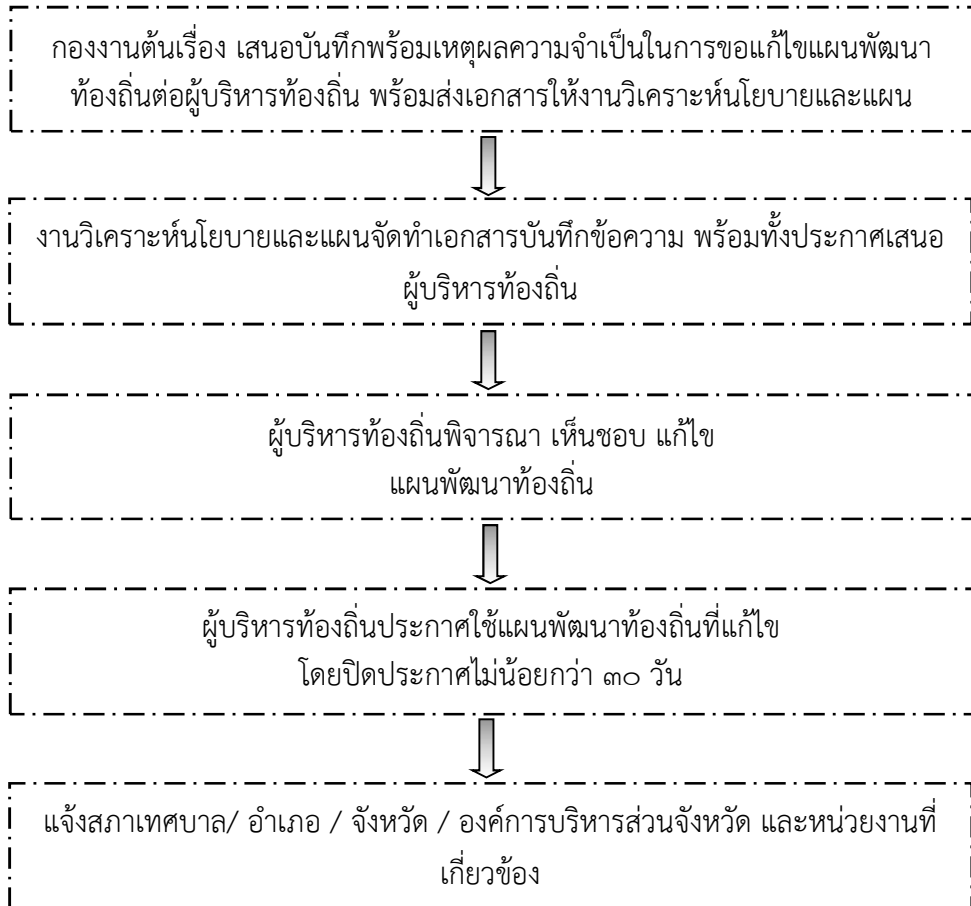 กองงานต้นเรื่อง เสนอบันทึกพร้อมเหตุผลความจำเป็นในการขอแก้ไขแผนพัฒนา
ท้องถิ่นต่อผู้บริหารท้องถิ่น พร้อมส่งเอกสารให้งานวิเคราะห์นโยบายและแผน
งานวิเคราะห์นโยบายและแผนจัดทำเอกสารบันทึกข้อความ พร้อมทั้งประกาศเสนอ
ผู้บริหารท้องถิ่น
ผู้บริหารท้องถิ่นพิจารณา เห็นชอบ แก้ไข
แผนพัฒนาท้องถิ่น
ผู้บริหารท้องถิ่นประกาศใช้แผนพัฒนาท้องถิ่นที่แก้ไข
โดยปิดประกาศไม่น้อยกว่า ๓๐ วัน
แจ้งสภาเทศบาล/ อำเภอ / จังหวัด / องค์การบริหารส่วนจังหวัด และหน่วยงานที่
เกี่ยวข้อง